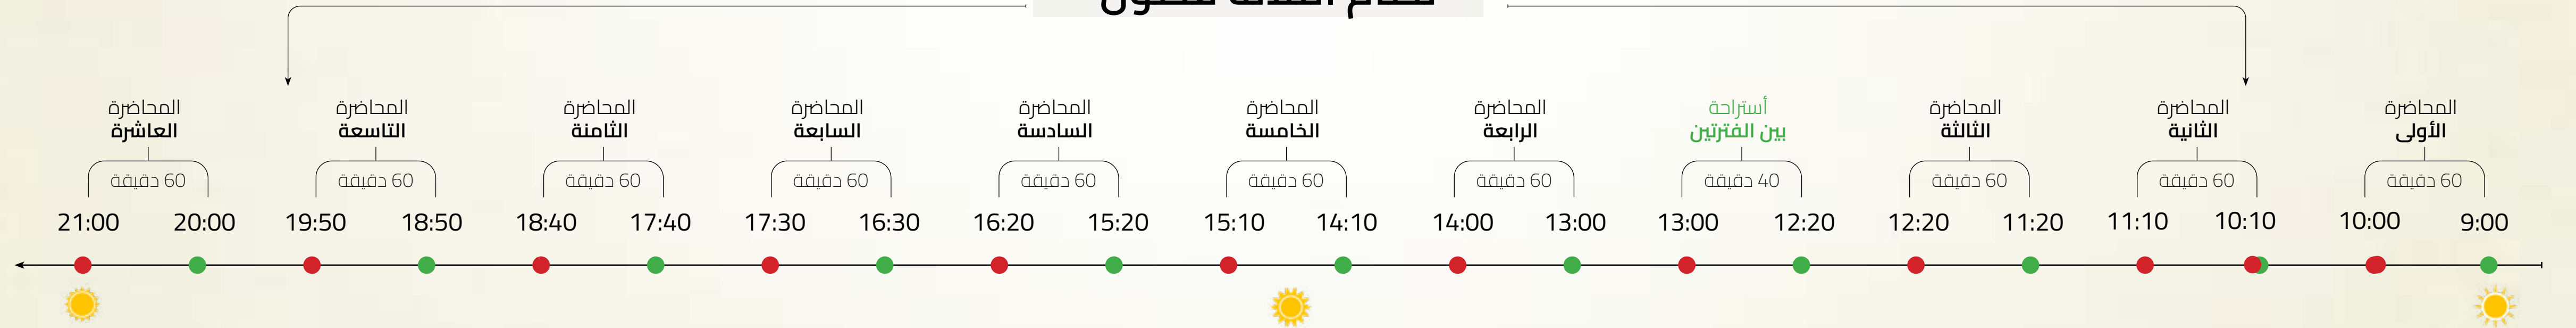 المحاضرة
الأولى
60 دقيقة
9:00
10:00
المحاضرة
الثانية
60 دقيقة
10:10
11:10
المحاضرة
الثالثة
60 دقيقة
11:20
12:20
أستراحة
بين الفترتين
40 دقيقة
12:20
13:00
المحاضرة
الرابعة
60 دقيقة
13:00
14:00
المحاضرة
الخامسة
60 دقيقة
14:10
15:10
المحاضرة
السادسة
60 دقيقة
15:20
16:20
المحاضرة
السابعة
60 دقيقة
16:30
17:30
المحاضرة
الثامنة
60 دقيقة
17:40
18:40
المحاضرة
التاسعة
60 دقيقة
18:50
19:50
المحاضرة
العاشرة
60 دقيقة
20:00
21:00